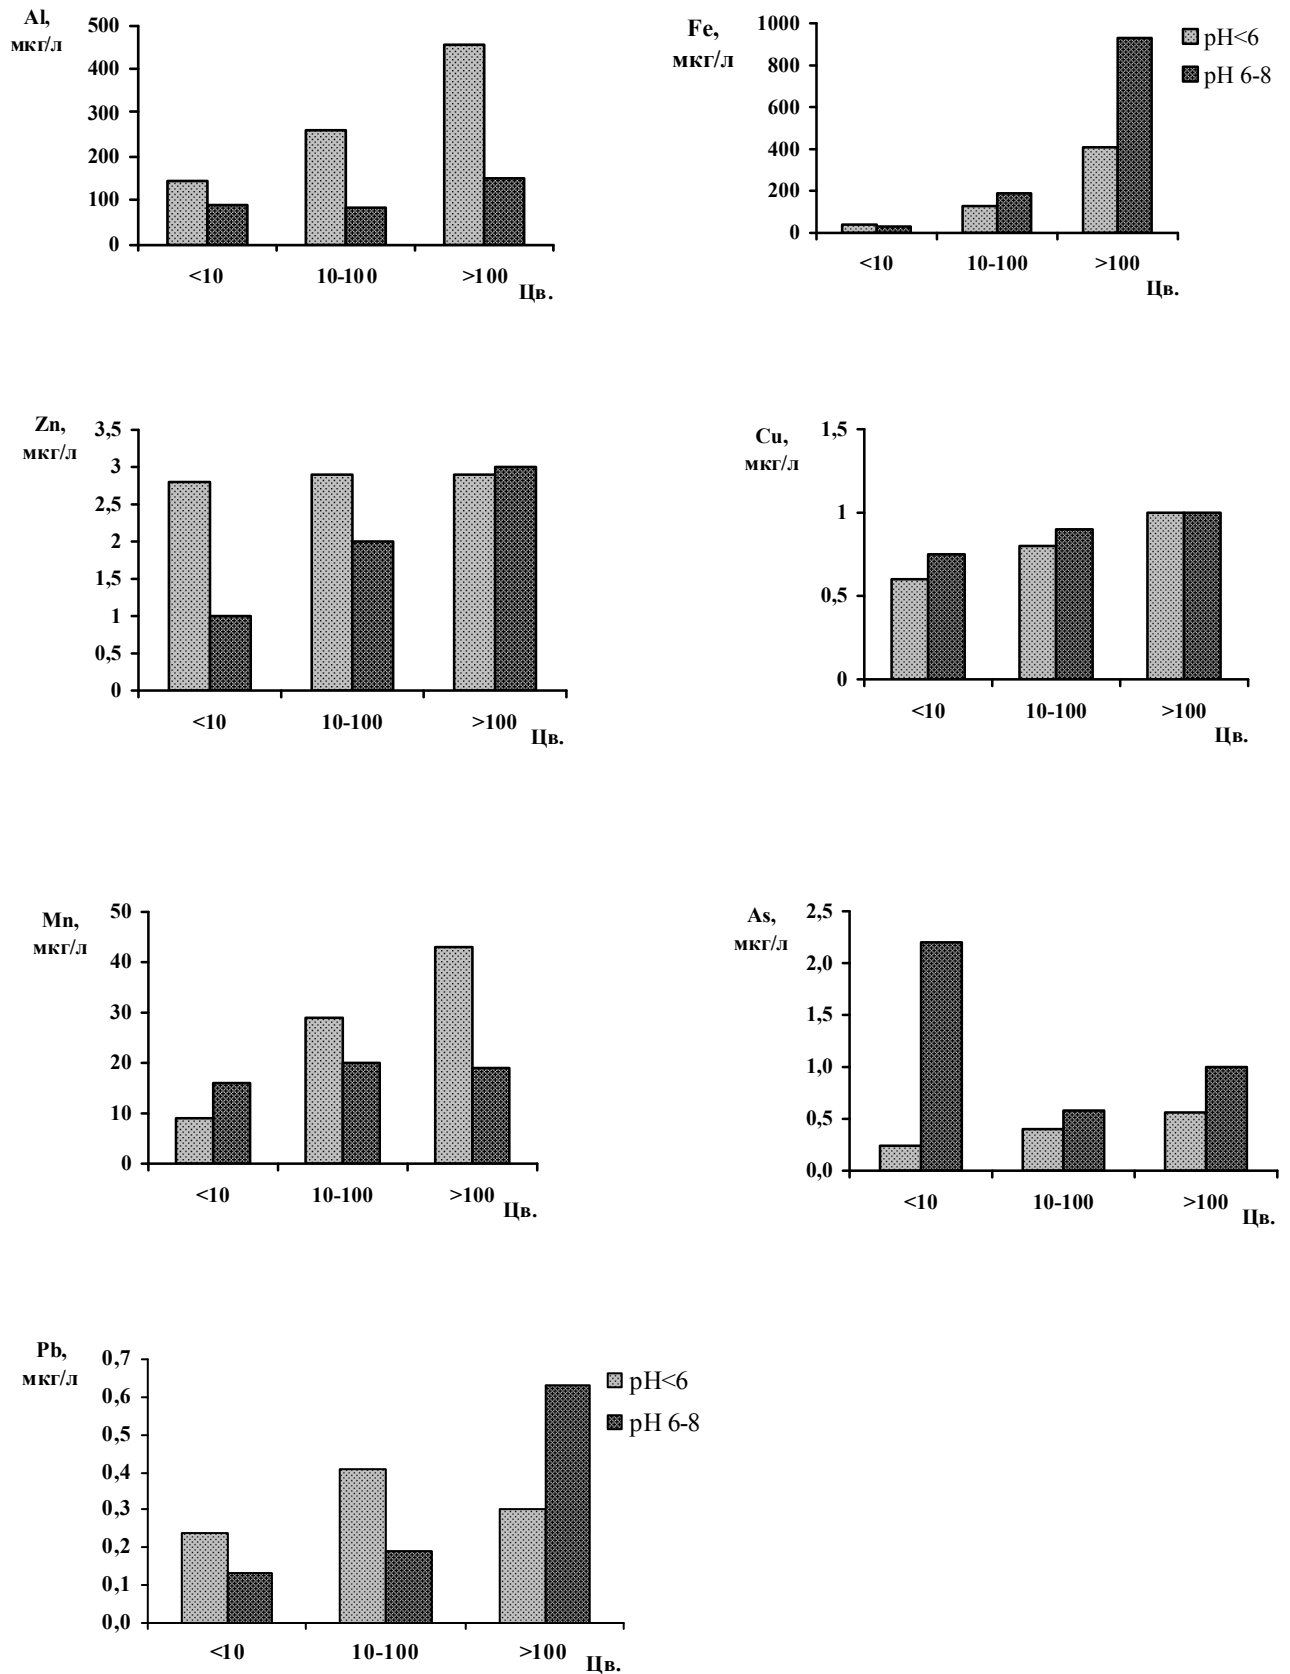 Al,
мкг/л
500
400
300
200
100
0
<10 10-100 >100
Цв.
Fe,
мкг/л
1000
800
600
400
200
0
<10 10-100 >100
Цв.
pH<6
pH 6-8
Zn,
мкг/л
3,5
3
2,5
2
1,5
1
0,5
0
<10 10-100 >100
Цв.
Cu,
мкг/л
1,5
1
0,5
0
<10 10-100 >100
Цв.
Mn,
мкг/л
50
40
30
20
10
0
<10 10-100 >100
Цв.
As,
мкг/л
2,5
2,0
1,5
1,0
0,5
0,0
<10 10-100 >100
Цв.
Pb,
мкг/л
0,7
0,6
0,5
0,4
0,3
0,2
0,1
0,0
<10 10-100 >100
Цв.
pH<6
pH 6-8